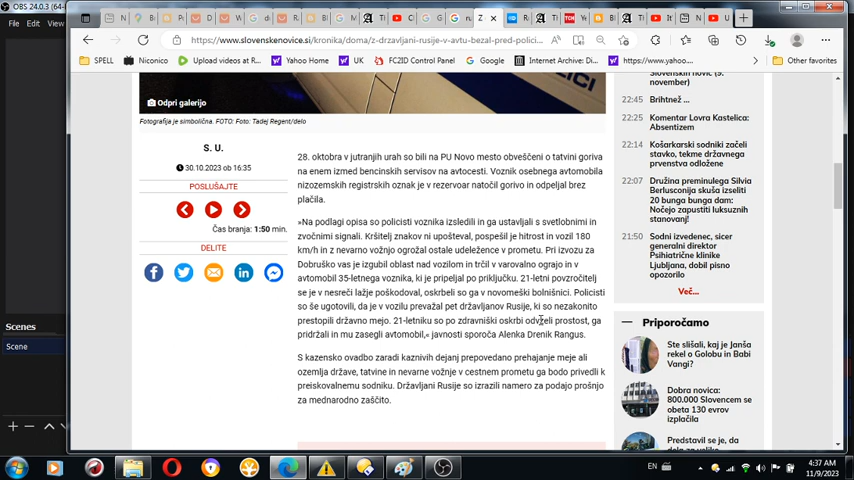 OBS 24.0.3 (64-
File
Edit
View
https://www.slovenskenovice.si/kronika/doma/z-drzavljani-rusije-v-avtu-bezal-pred-polici...
SPELL
Niconico
Upload videos at R...
Yahoo Home
UK
FC2ID Control Panel
Google
Internet Archive: Di...
https://www.yahoo....
Other favorites
Odpri galerijo
Fotografija je simbolična. FOTO: Foto: Tadej Regent/delo
S. U.
30.10.2023 ob 16:35
POSLUŠAJTE
Čas branja: 1:50 min.
DELITE
28. oktobra v jutranjih urah so bili na PU Novo mesto obveščeni o tatvini goriva
na enem izmed bencinskih servisov na avtocesti. Voznik osebnega avtomobila
nizozemskih registrskih oznak je v rezervoar natočil gorivo in odpeljal brez
plačila.
»Na podlagi opisa so policisti voznika izsledili in ga ustavljali s svetlobnimi in
zvočnimi signali. Kršitelj znakov ni upošteval, pospešil je hitrost in vozil 180
km/h in z nevarno vožnjo ogrožal ostale udeležence v prometu. Pri izvozu za
Dobruško vas je izgubil oblast nad vozilom in trčil v varovalno ograjo in v
avtomobil 35-letnega voznika, ki je pripeljal po priključku. 21-letni povzročitelj
se je v nesreči lažje poškodoval, oskrbeli so ga v novomeški bolnišnici. Policisti
so še ugotovili, da je v vozilu prevažal pet državljanov Rusije, ki so nezakonito
prestopili državno mejo. 21-letniku so po zdravniški oskrbi odvzeli prostost, ga
pridržali in mu zasegli avtomobil,« javnosti sporoča Alenka Drenik Rangus.
S kazensko ovadbo zaradi kaznivih dejanj prepovedano prehajanje meje ali
ozemlja države, tatvine in nevarne vožnje v cestnem prometu ga bodo privedli k
preiskovalnemu sodniku. Državljani Rusije so izrazili namero za podajo prošnjo
za mednarodno zaščito.
Slovenskih novic (9.
november)
22:45 Brihtnež ...
22:25 Komentar Lovra Kastelica:
Absentizem
22:14 Košarkarski sodniki začeli
stavko, tekme državnega
prvenstva odložene
22:07 Družina preminulega Silvia
Berlusconija skuša izseliti
20 bunga bunga dam:
Nočejo zapustiti luksuznih
stanovanj
21:50 Sodni izvedenec, sicer
generalni direktor
Psihiatrične klinike
Ljubljana, dobil pisno
opozorilo
Več...
Priporočamo
Ste slišali, kaj je Janša
rekel o Golobu in Babi
Vangi?
Dobra novica:
800.000 Slovencem se
obeta 130 evrov
izplačila
Predstavil se je, da
Scenes
Scene
EN
4:37 AM
11/9/2023